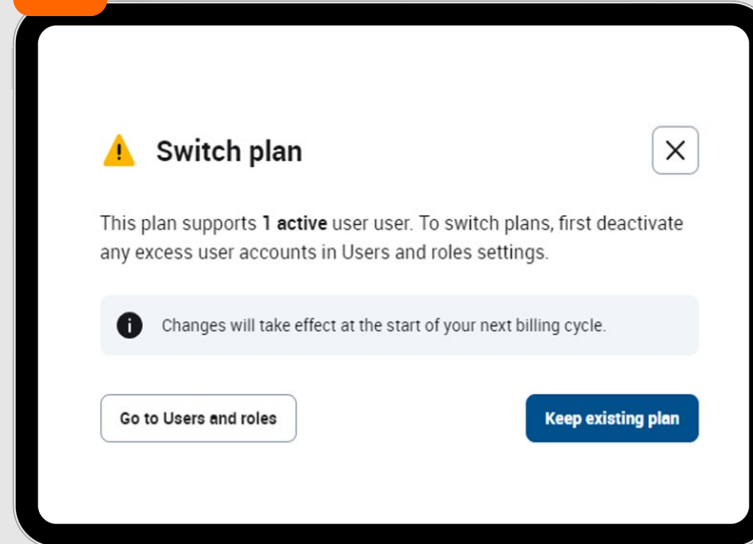 Switch plan
This plan supports 1 active user user. To switch plans, first deactivate
any excess user accounts in Users and roles settings.
Changes will take effect at the start of your next billing cycle.
Go to Users and roles
Keep existing plan